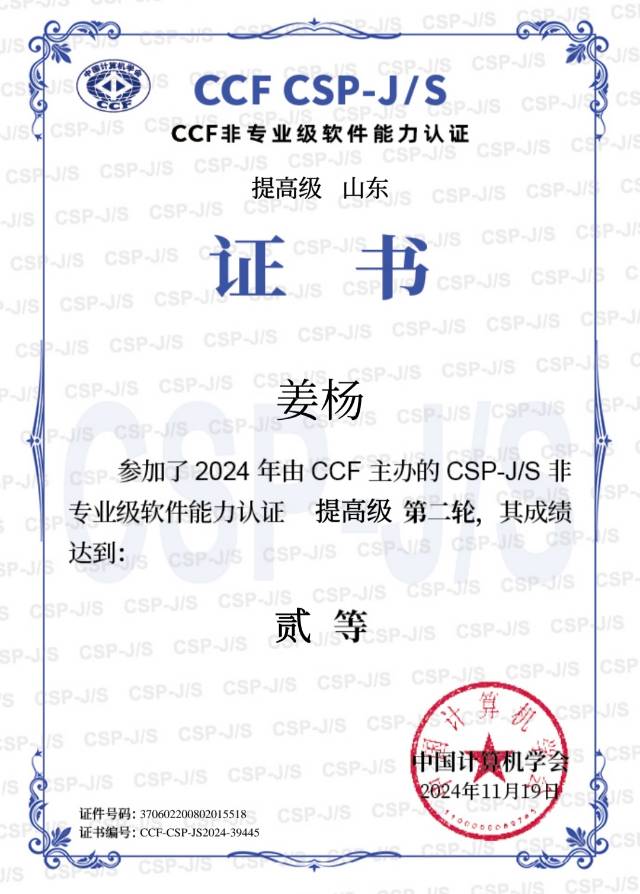 中国计算机学会
CCF
CCF CSP-J/S
CCF非专业级软件能力认证
提高级 山东
证 书
姜杨
参加了 2024 年由 CCF 主办的 CSP-J/S 非
专业级软件能力认证 提高级 第二轮，其成绩
达到：
贰 等
中国计算机学会
2024年11月19日
证件号码：370602200802015518
证书编号：CCF-CSP-JS2024-39445